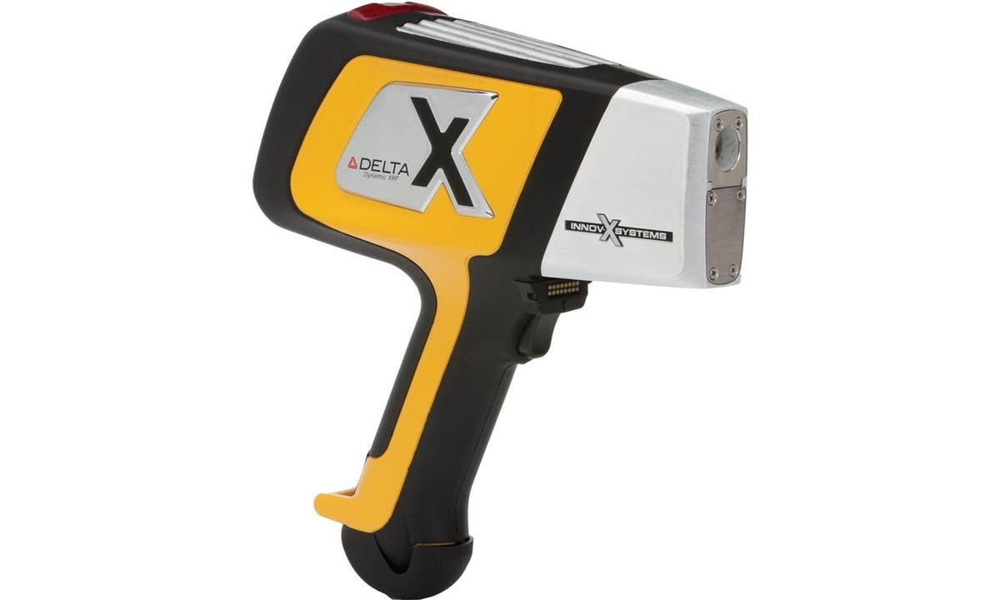 X
DELTA
Dynamic XRF
INNOV-X SYSTEMS